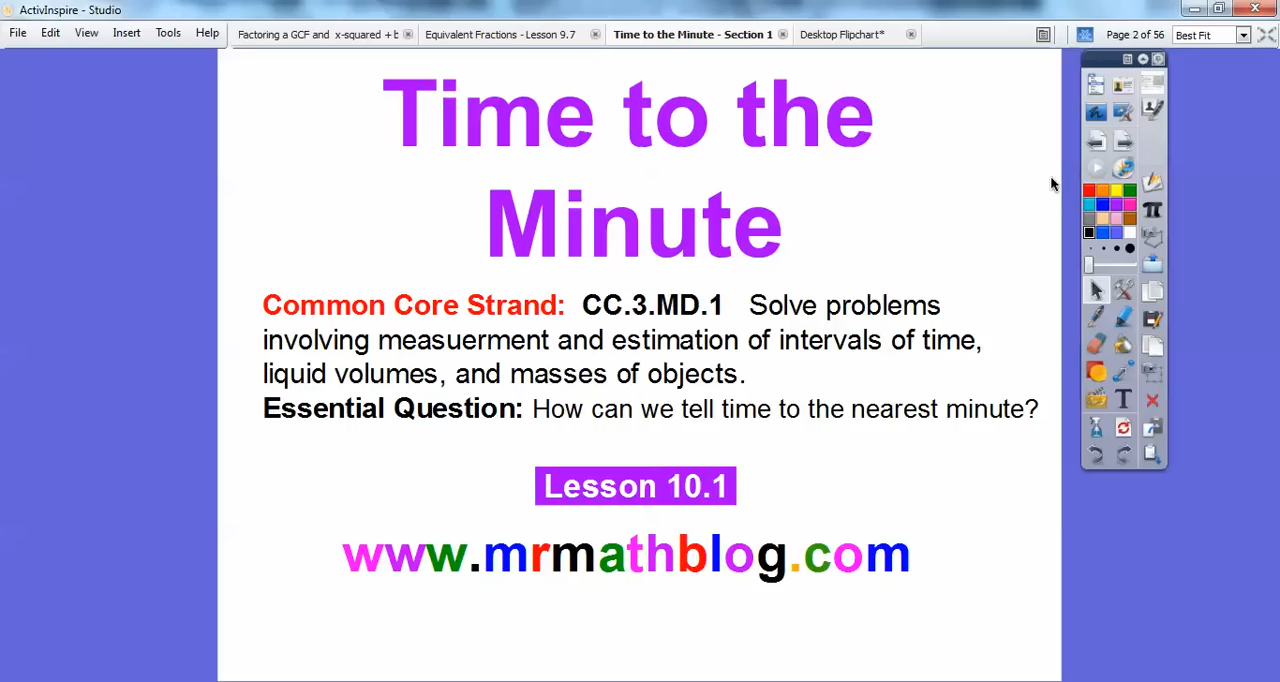 ActivInspire - Studio
File Edit View Insert Tools Help Factoring a GCF and x-squared + b Equivalent Fractions - Lesson 9.7 Time to the Minute - Section 1 Desktop Flipchart* Page 2 of 56 Best Fit
Time to the
Minute
Common Core Strand: CC.3.MD.1 Solve problems
involving measuerment and estimation of intervals of time,
liquid volumes, and masses of objects.
Essential Question: How can we tell time to the nearest minute?
Lesson 10.1
www.mrmathblog.com